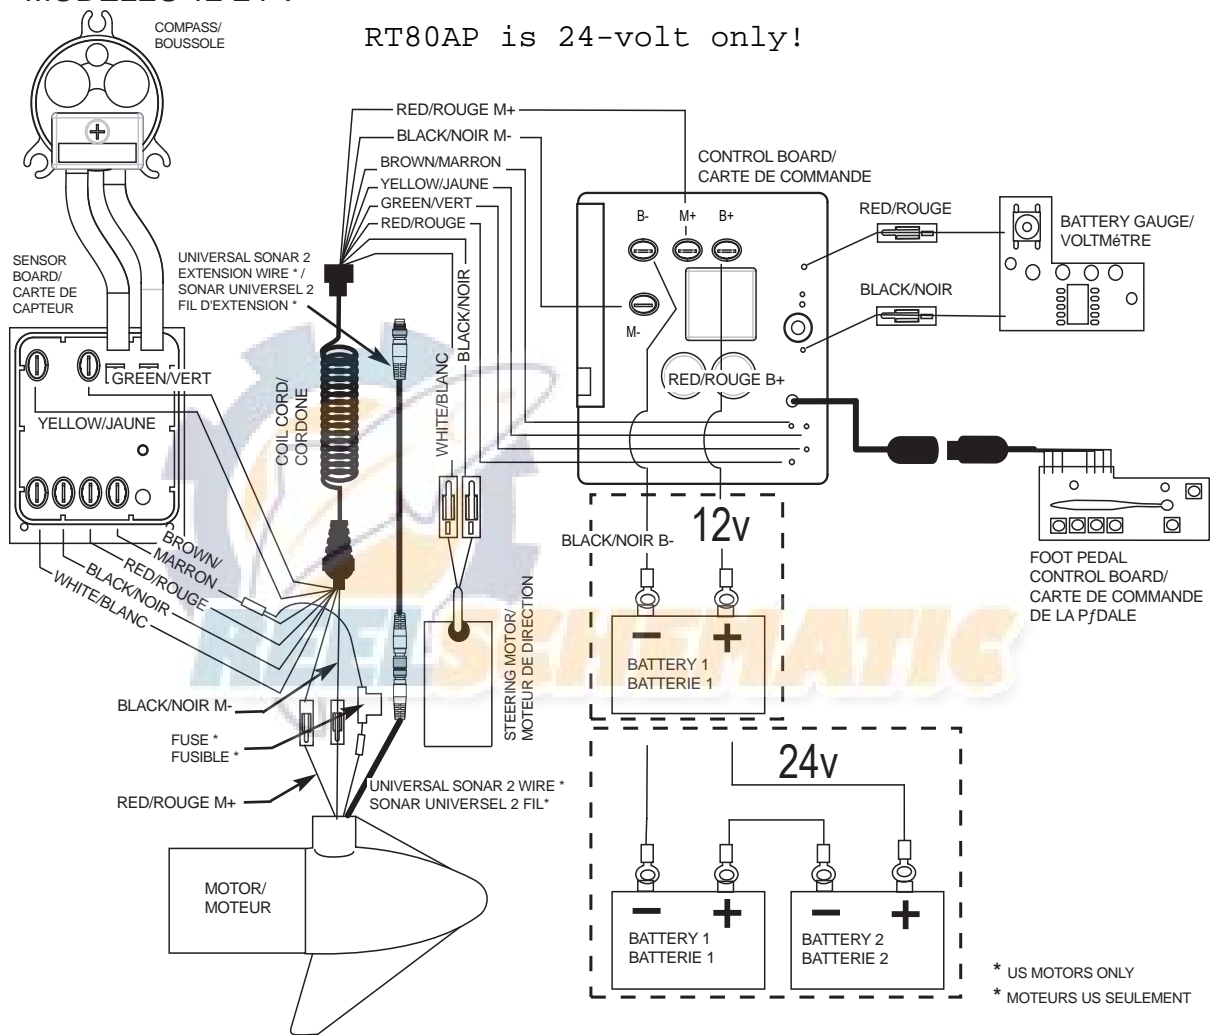 RT80AP is 24-volt only!
COMPASS/
BOUSSOLE
RED/ROUGE M+
BLACK/NOIR M-
BROWN/MARRON
YELLOW/JAUNE
GREEN/VERT
RED/ROUGE
CONTROL BOARD/
CARTE DE COMMANDE
B-
M+
B+
M-
RED/ROUGE
BLACK/NOIR
BATTERY GAUGE/
VOLTMéTRE
SENSOR
BOARD/
CARTE DE
CAPTEUR
UNIVERSAL SONAR 2
EXTENSION WIRE * /
SONAR UNIVERSEL 2
FIL D'EXTENSION *
BLACK/NOIR
WHITE/BLANC
COIL CORD/
CORDONE
GREEN/VERT
YELLOW/JAUNE
RED/ROUGE B+
BROWN/
MARRON
RED/ROUGE
BLACK/NOIR
WHITE/BLANC
BLACK/NOIR B-
12v
FOOT PEDAL
CONTROL BOARD/
CARTE DE COMMANDE
DE LA PƒDALE
REELSCHEMATIC
STEERING MOTOR/
MOTEUR DE DIRECTION
- +
BATTERY 1
BATTERIE 1
BLACK/NOIR M-
FUSE *
FUSIBLE *
RED/ROUGE M+
UNIVERSAL SONAR 2 WIRE *
SONAR UNIVERSEL 2 FIL*
24v
MOTOR/
MOTEUR
- +
BATTERY 1
BATTERIE 1
- +
BATTERY 2
BATTERIE 2
* US MOTORS ONLY
* MOTEURS US SEULEMENT